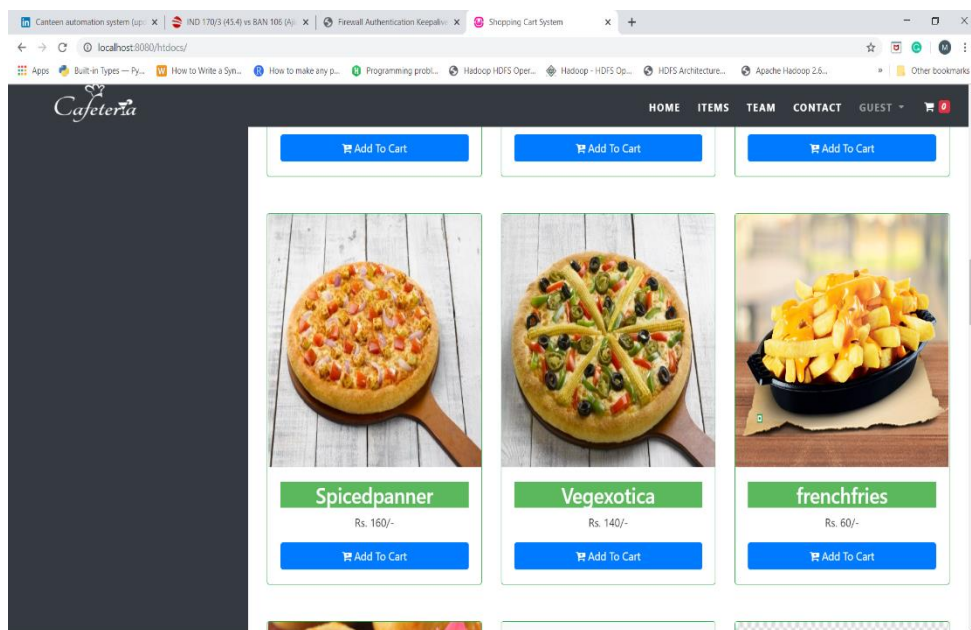 Canteen automation system (up
IND 170/3 (45.4) vs BAN 106 (Aj
Firewall Authentication Keepalive
Shopping Cart System
localhost:8080/htdocs/
Apps
Built-in Types — Py...
How to Write a Syn...
How to make any p...
Programming probl...
Hadoop HDFS Oper...
Hadoop - HDFS Op...
HDFS Architecture...
Apache Hadoop 2.6...
»
Other bookmarks
Cafeteria
HOME ITEMS TEAM CONTACT GUEST 0
Add To Cart
Add To Cart
Add To Cart
Spicedpanner
Rs. 160/-
Add To Cart
Vegexotica
Rs. 140/-
Add To Cart
frenchfries
Rs. 60/-
Add To Cart